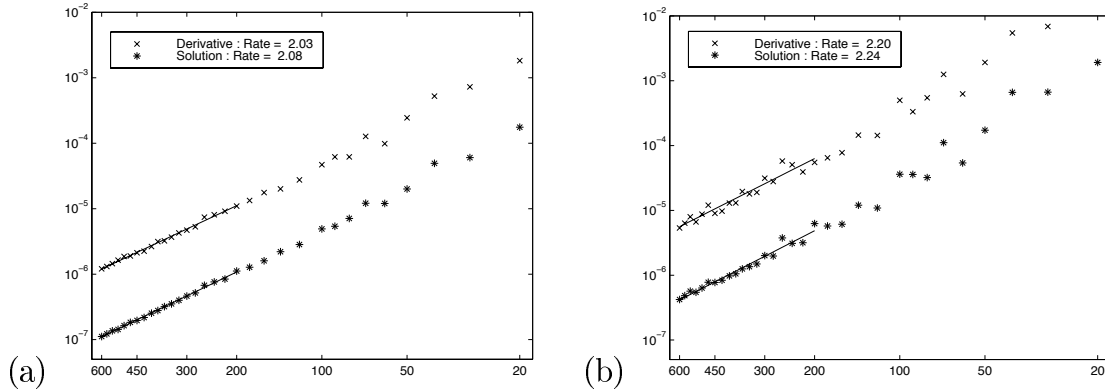 10^{-2}
Derivative : Rate = 2.03
Solution : Rate = 2.08
10^{-3}
10^{-4}
10^{-5}
10^{-6}
10^{-7}
600 450 300 200 100 50 20
(a)
10^{-2}
Derivative : Rate = 2.20
Solution : Rate = 2.24
10^{-3}
10^{-4}
10^{-5}
10^{-6}
10^{-7}
600 450 300 200 100 50 20
(b)